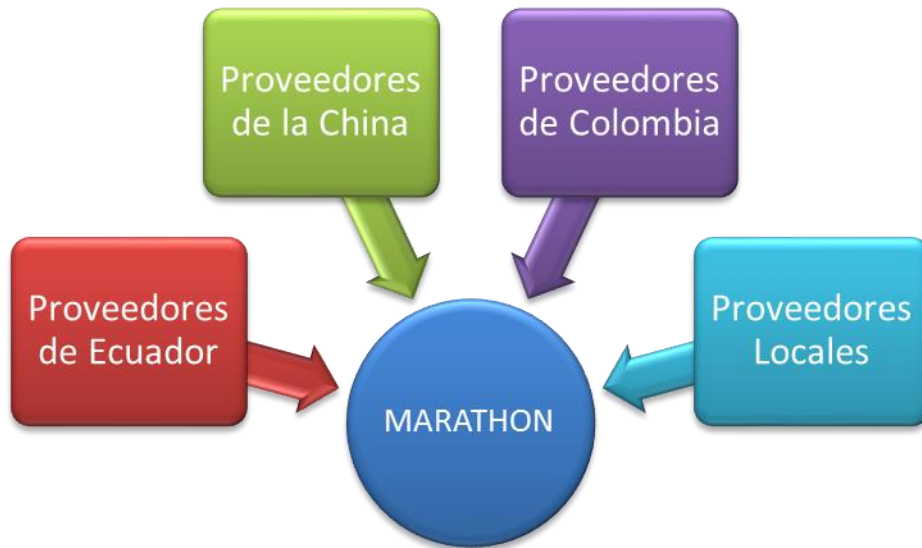 Proveedores
de la China
Proveedores
de Colombia
Proveedores
de Ecuador
Proveedores
Locales
MARATHON